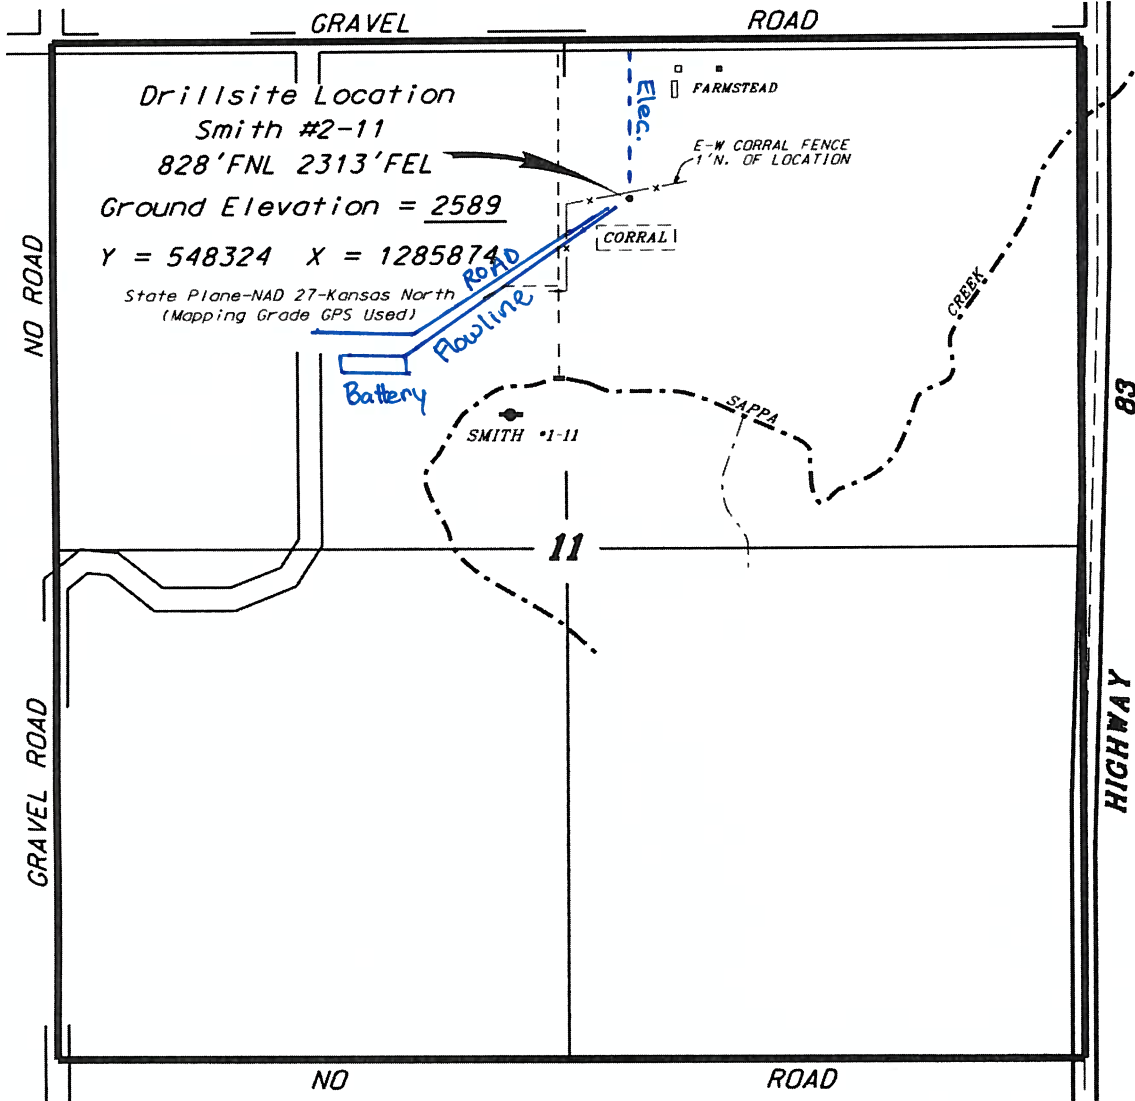 GRAVEL ROAD
Drillsite Location
Smith #2-11
828'FNL 2313'FEL
Ground Elevation = 2589
Y = 548324 X = 1285874
State Plane-NAD 27-Kansas North
(Mapping Grade GPS Used)
Elec.
FARMSTEAD
E-W CORRAL FENCE
1'N. OF LOCATION
CORRAL
ROAD
Flowline
Battery
NO ROAD
SMITH #1-11
SAPPA
CREEK
11
GRAVEL ROAD
HIGHWAY 83
NO ROAD